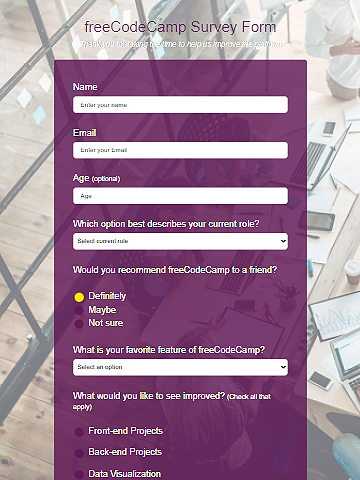 freeCodeCamp Survey Form
Thank you for taking the time to help us improve the platform
Name
Enter your name
Email
Enter your Email
Age (optional)
Age
Which option best describes your current role?
Select current role
Would you recommend freeCodeCamp to a friend?
Definitely
Maybe
Not sure
What is your favorite feature of freeCodeCamp?
Select an option
What would you like to see improved? (Check all that
apply)
Front-end Projects
Back-end Projects
Data Visualization